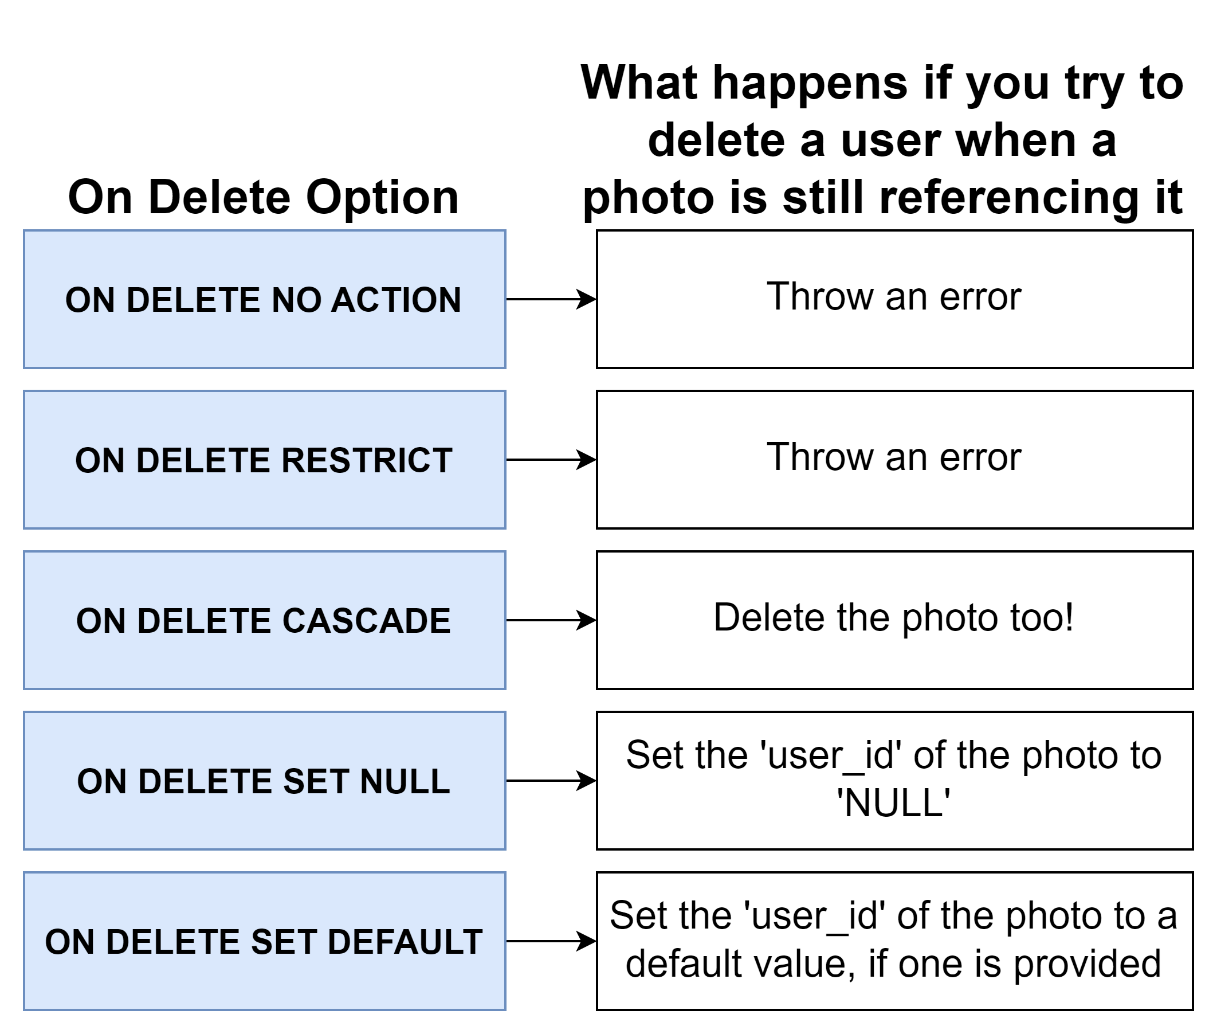 What happens if you try to
delete a user when a
photo is still referencing it
On Delete Option
ON DELETE NO ACTION
Throw an error
ON DELETE RESTRICT
Throw an error
ON DELETE CASCADE
Delete the photo too!
ON DELETE SET NULL
Set the 'user_id' of the photo to
'NULL'
ON DELETE SET DEFAULT
Set the 'user_id' of the photo to a
default value, if one is provided